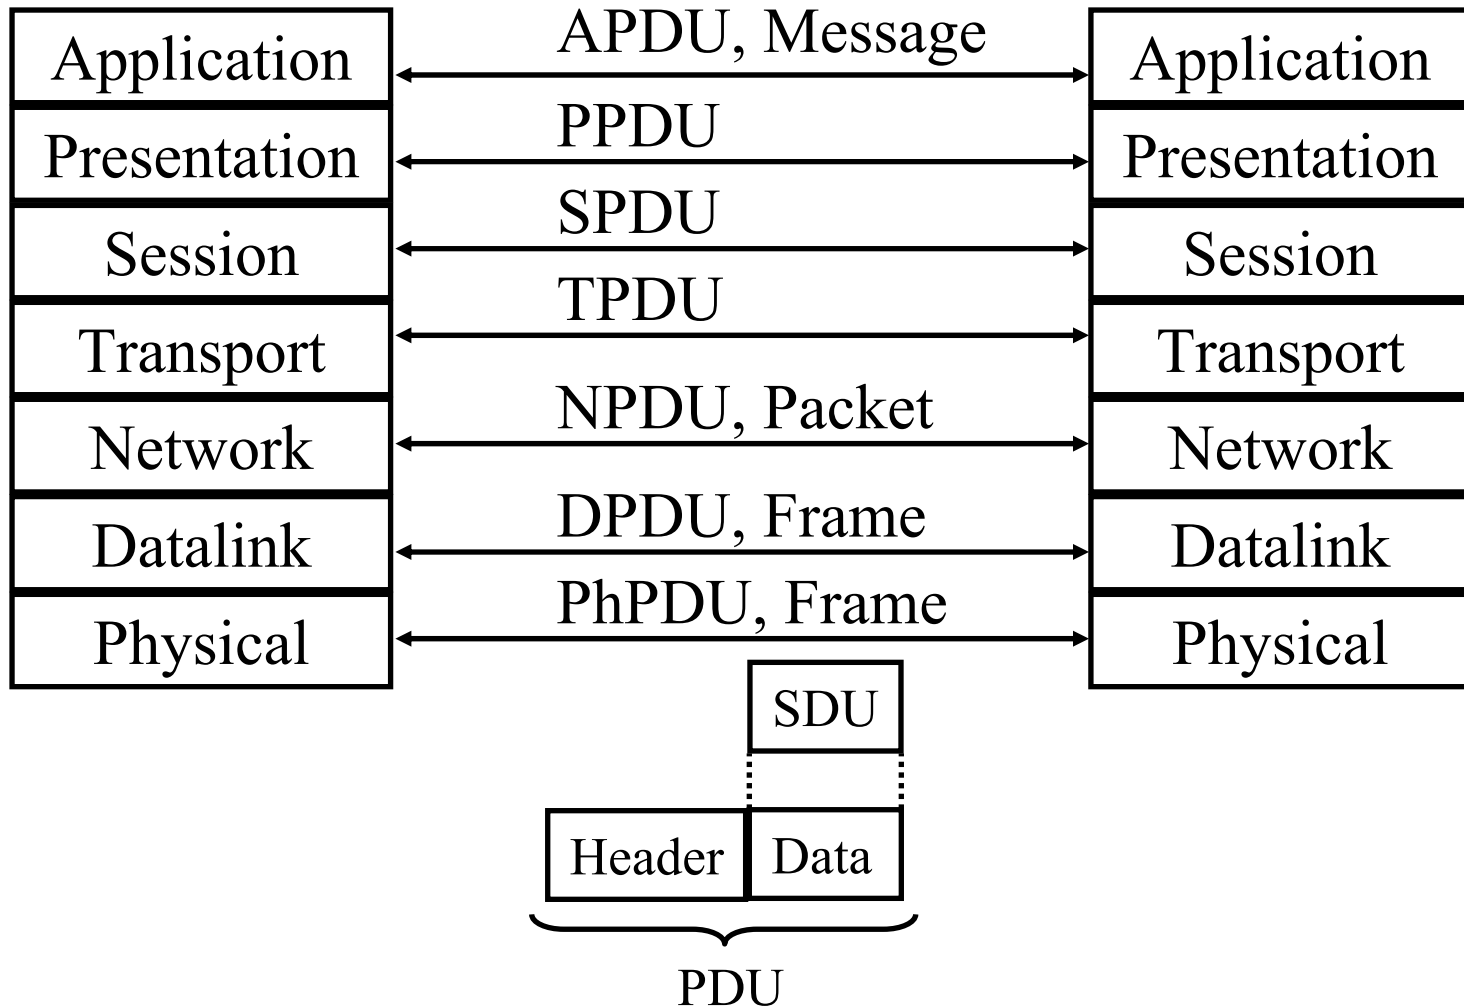 Application APDU, Message Application
Presentation PPDU Presentation
Session SPDU Session
Transport TPDU Transport
Network NPDU, Packet Network
Datalink DPDU, Frame Datalink
Physical PhPDU, Frame Physical
SDU
Header Data
PDU